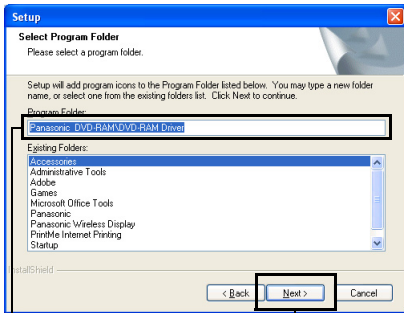 Setup
Select Program Folder
Please select a program folder.
Setup will add program icons to the Program Folder listed below. You may type a new folder
name, or select one from the existing folders list. Click Next to continue.
Program Folder:
Panasonic DVD-RAM\DVD-RAM Driver
Existing Folders:
Accessories
Administrative Tools
Adobe
Games
Microsoft Office Tools
Panasonic
Panasonic Wireless Display
PrintMe Internet Printing
Startup
InstallShield
< Back
Next >
Cancel